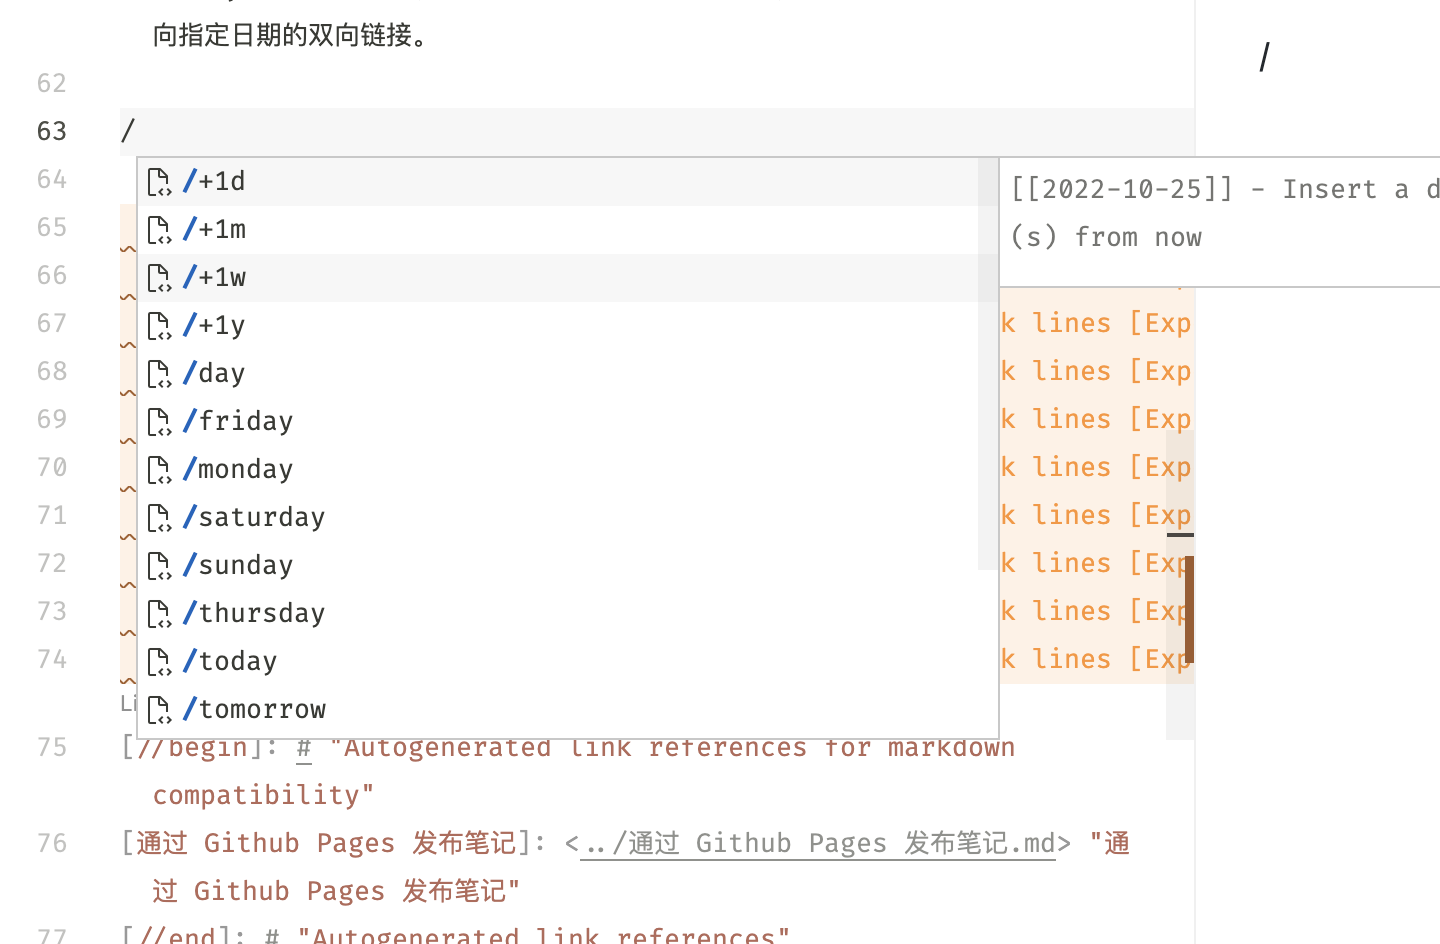 向指定日期的双向链接。
62
63 /
/
64
65
66
67
68
69
70
71
72
73
74
/+1d
/+1m
/+1w
/+1y
/day
/friday
/monday
/saturday
/sunday
/thursday
/today
/tomorrow
[[2022-10-25]] - Insert a d
(s) from now
k lines [Exp
k lines [Exp
k lines [Exp
k lines [Exp
k lines [Exp
k lines [Exp
k lines [Exp
k lines [Exp
Li
75 [//begin]: # "Autogenerated link references for markdown
compatibility"
76 [通过 Github Pages 发布笔记]: <../通过 Github Pages 发布笔记.md> "通
过 Github Pages 发布笔记"
77 [//end]: # "Autogenerated link references"